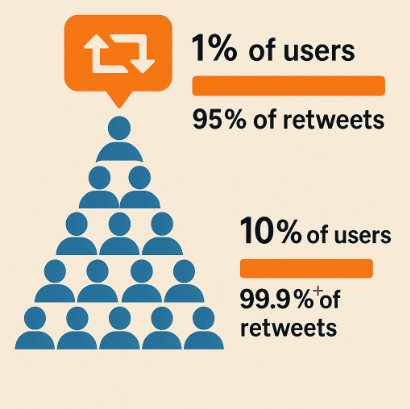 1% of users
95% of retweets
10% of users
99.9%+of
retweets